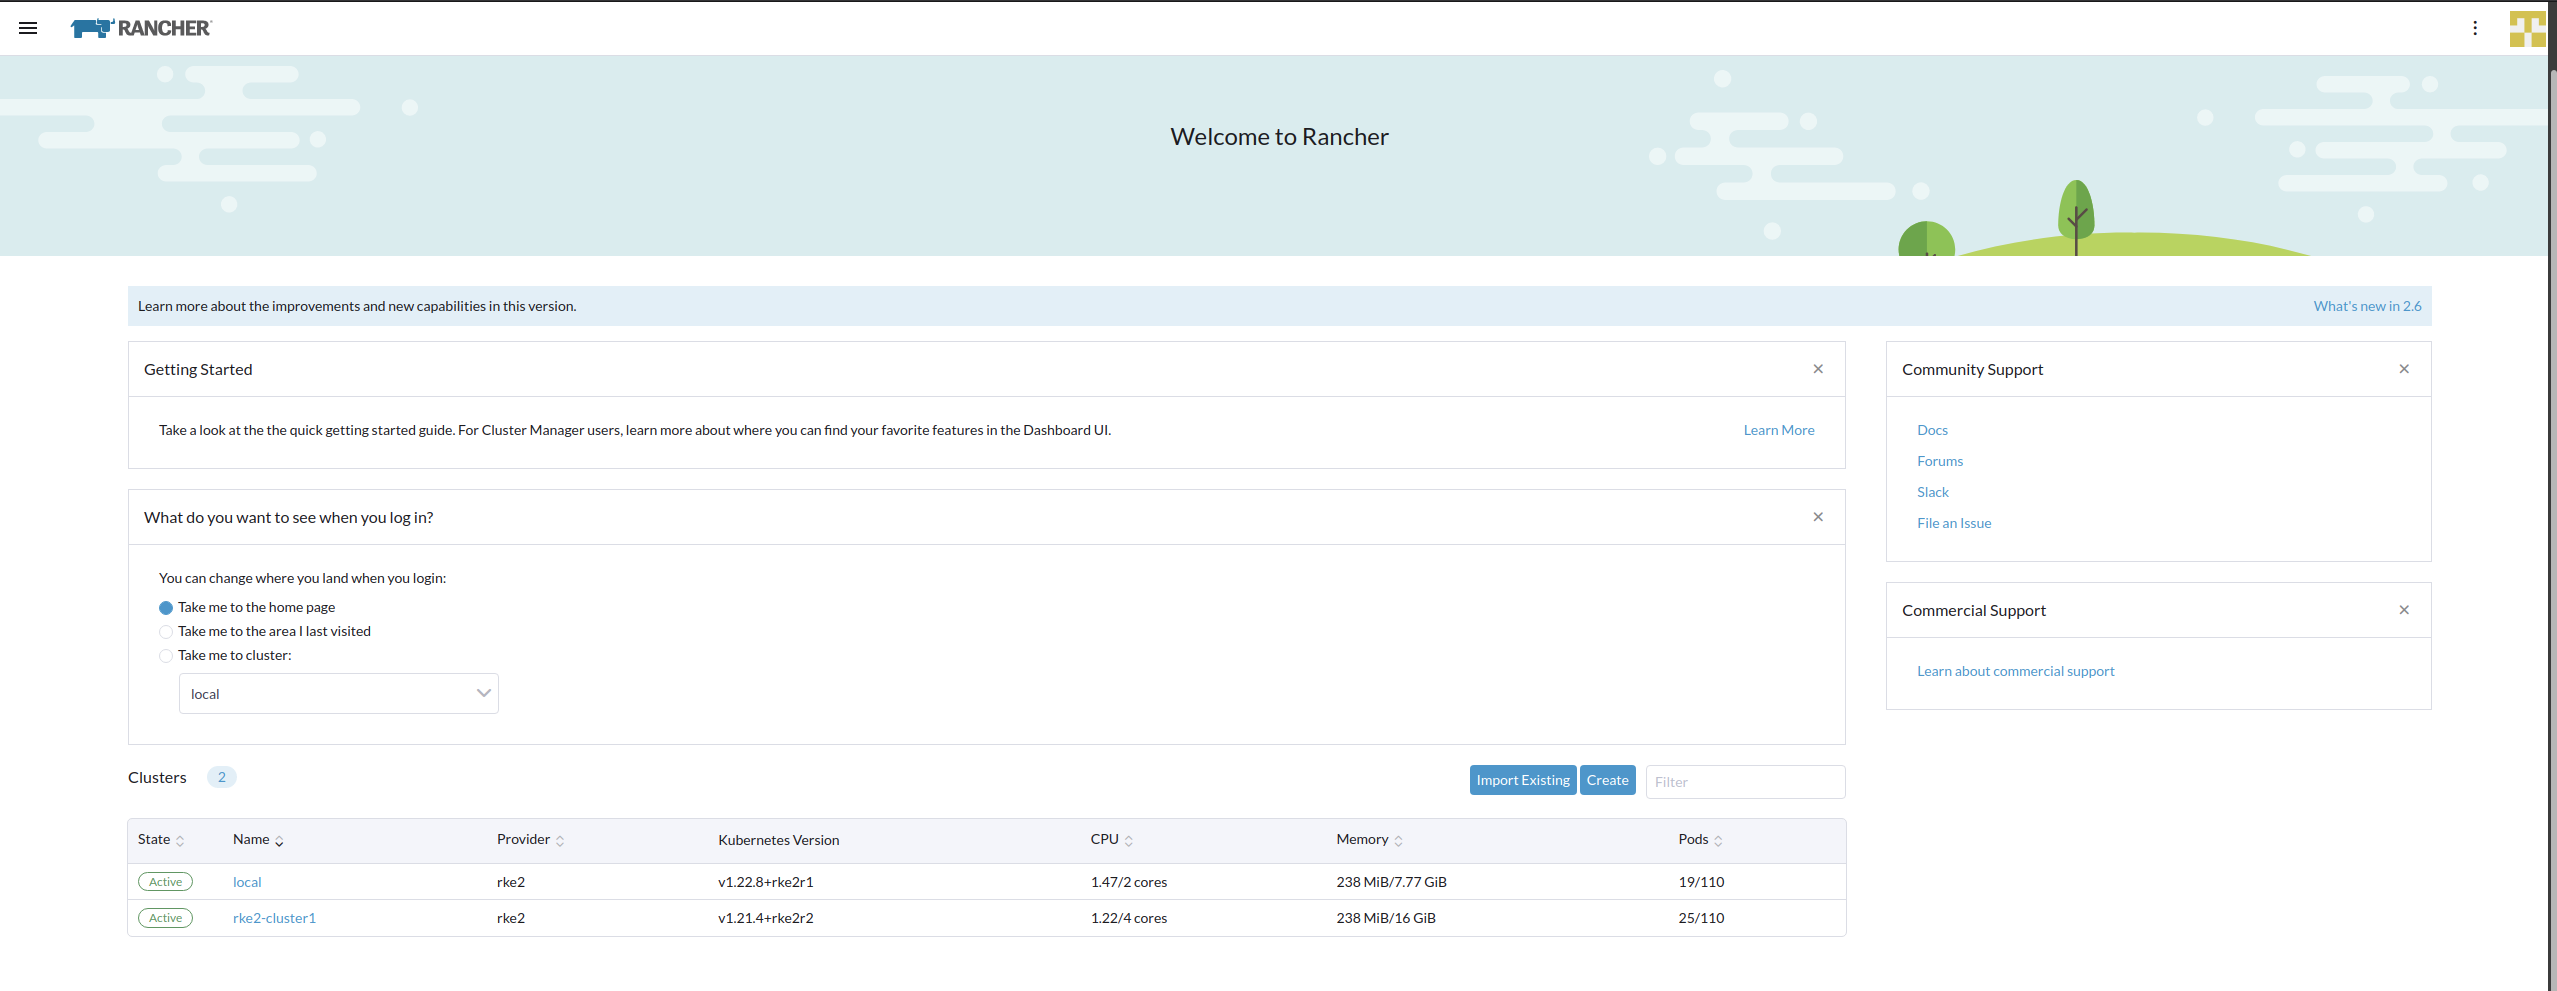 RANCHER
Welcome to Rancher
Learn more about the improvements and new capabilities in this version.
What's new in 2.6
Getting Started
Take a look at the the quick getting started guide. For Cluster Manager users, learn more about where you can find your favorite features in the Dashboard UI.
Learn More
What do you want to see when you log in?
You can change where you land when you login:
Take me to the home page
Take me to the area I last visited
Take me to cluster:
local
Community Support
Docs
Forums
Slack
File an Issue
Commercial Support
Learn about commercial support
Clusters 2
Import Existing Create Filter
State Name Provider Kubernetes Version CPU Memory Pods
Active local rke2 v1.22.8+rke2r1 1.47/2 cores 238 MiB/7.77 GiB 19/110
Active rke2-cluster1 rke2 v1.21.4+rke2r2 1.22/4 cores 238 MiB/16 GiB 25/110